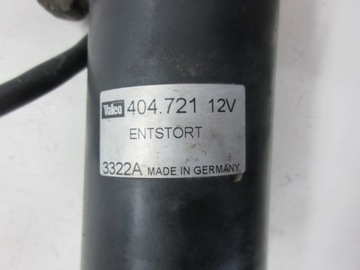 Valeo 404.721 12V
ENTSTÖRT
3322A MADE IN GERMANY